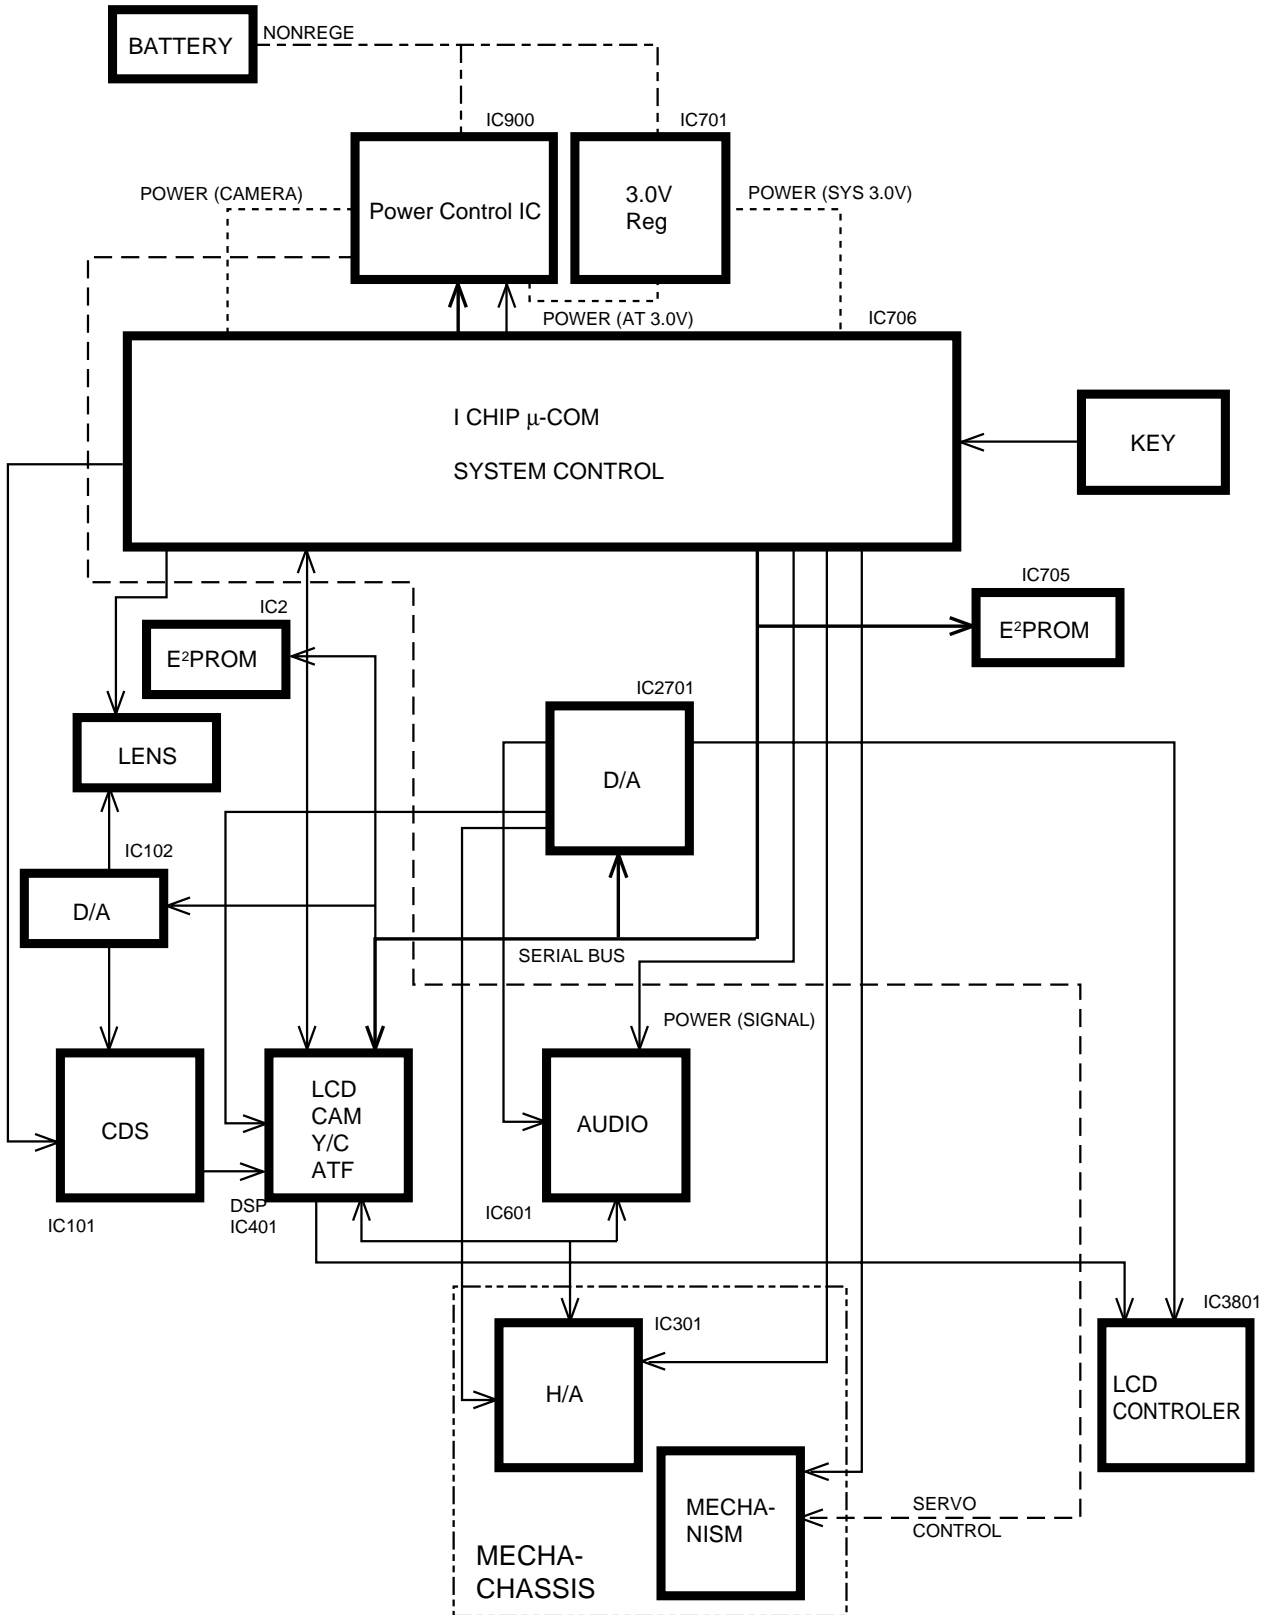 BATTERY
NONREGE
IC900
IC701
POWER (CAMERA)
Power Control IC
3.0V
Reg
POWER (SYS 3.0V)
POWER (AT 3.0V)
IC706
I CHIP μ-COM
SYSTEM CONTROL
KEY
IC705
E²PROM
IC2
E²PROM
IC2701
LENS
D/A
IC102
D/A
SERIAL BUS
POWER (SIGNAL)
CDS
LCD
CAM
Y/C
ATF
AUDIO
IC101
DSP
IC401
IC601
IC301
IC3801
H/A
LCD
CONTROLER
MECHA-
NISM
SERVO
CONTROL
MECHA-
CHASSIS